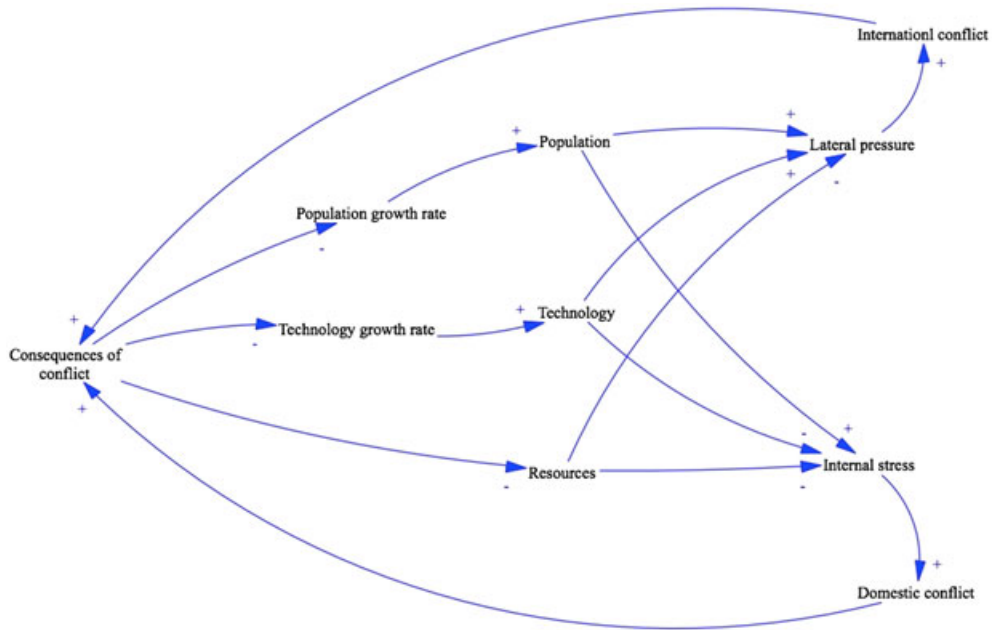 Internationl conflict
+
+
+
Population
Lateral pressure
+
-
Population growth rate
-
+
Technology
+
Technology growth rate
-
Consequences of
conflict
+
+
-
Internal stress
Resources
-
-
+
Domestic conflict